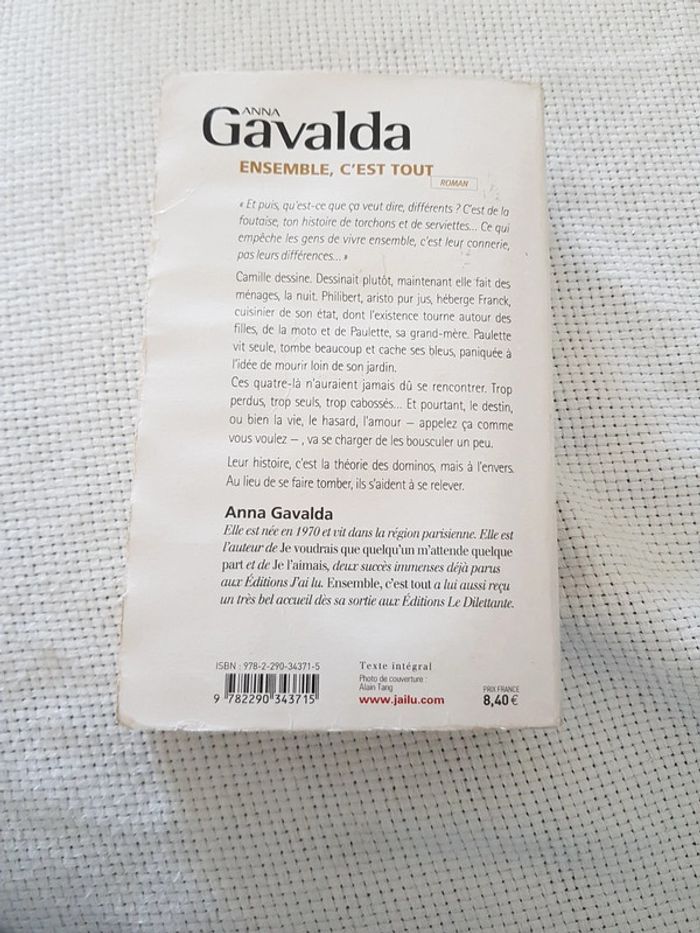 ANNA
Gavalda
ENSEMBLE, C'EST TOUT
ROMAN
« Et puis, qu'est-ce que ça veut dire, différents ? C'est de la
foutaise, ton histoire de torchons et de serviettes... Ce qui
empêche les gens de vivre ensemble, c'est leur connerie,
pas leurs différences... »
Camille dessine. Dessinait plutôt, maintenant elle fait des
ménages, la nuit. Philibert, aristo pur jus, héberge Franck,
cuisinier de son état, dont l'existence tourne autour des
filles, de la moto et de Paulette, sa grand-mère. Paulette
vit seule, tombe beaucoup et cache ses bleus, paniquée à
l'idée de mourir loin de son jardin.
Ces quatre-là n'auraient jamais dû se rencontrer. Trop
perdus, trop seuls, trop cabossés... Et pourtant, le destin,
ou bien la vie, le hasard, l'amour — appelez ça comme
vous voulez —, va se charger de les bousculer un peu.
Leur histoire, c'est la théorie des dominos, mais à l'envers.
Au lieu de se faire tomber, ils s'aident à se relever.
Anna Gavalda
Elle est née en 1970 et vit dans la région parisienne. Elle est
l'auteur de Je voudrais que quelqu'un m'attende quelque
part et de Je l'aimais, deux succès immenses déjà parus
aux Éditions J'ai lu. Ensemble, c'est tout a lui aussi reçu
un très bel accueil dès sa sortie aux Éditions Le Dilettante.
ISBN : 978-2-290-34371-5
9 782290 343715
Texte intégral
Photo de couverture :
Alain Tang
www.jailu.com
PRIX FRANCE
8,40 €